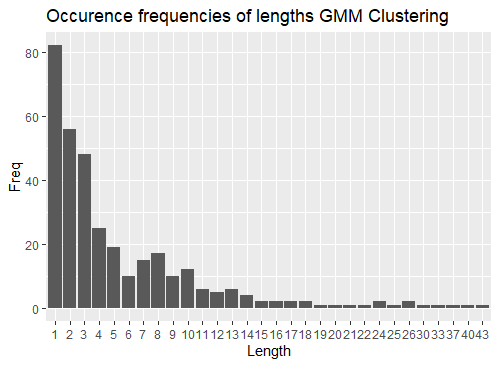 Occurence frequencies of lengths GMM Clustering
80
60
40
20
0
Freq
1 2 3 4 5 6 7 8 9 10 11 12 13 14 15 16 17 18 19 20 21 22 24 25 26 30 33 37 40 43
Length